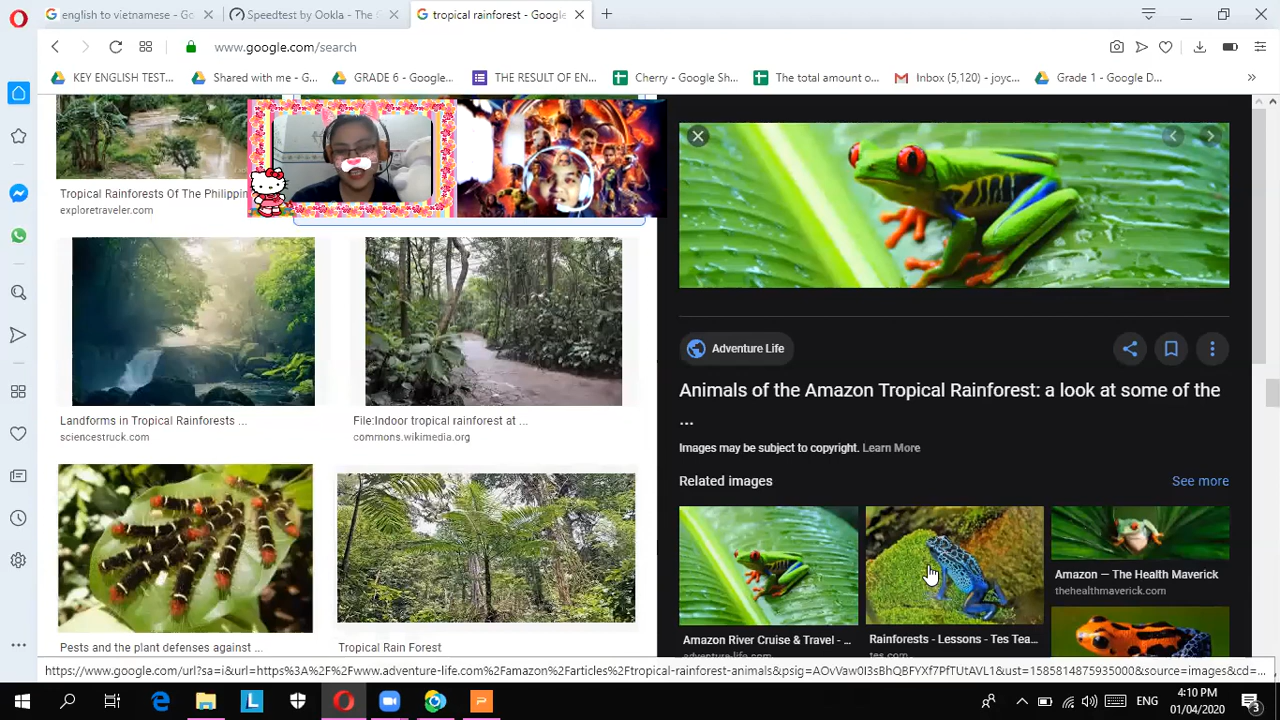 english to vietnamese - Go
Speedtest by Ookla - The S
tropical rainforest - Google
www.google.com/search
KEY ENGLISH TEST...
Shared with me - G...
GRADE 6 - Google...
THE RESULT OF EN...
Cherry - Google Sh...
The total amount o...
Inbox (5,120) - joyc...
Grade 1 - Google D...
Tropical Rainforests Of The Philippin
exploretraveler.com
Landforms in Tropical Rainforests ...
sciencestruck.com
File:Indoor tropical rainforest at ...
commons.wikimedia.org
Pests and the plant defenses against ...
Tropical Rain Forest
Adventure Life
Animals of the Amazon Tropical Rainforest: a look at some of the
...
Images may be subject to copyright. Learn More
Related images
See more
Amazon River Cruise & Travel - ...
adventure-life.com
Rainforests - Lessons - Tes Tea...
tes.com
Amazon — The Health Maverick
thehealthmaverick.com
https://www.google.com/url?sa=i&url=https%3A%2F%2Fwww.adventure-life.com%2Famazon%2Farticles%2Ftropical-rainforest-animals&psig=AOvVaw0I3sBhQBFYXf7PfTUtAVL1&ust=1585814875935000&source=images&cd=...
ENG
4:10 PM
01/04/2020
3